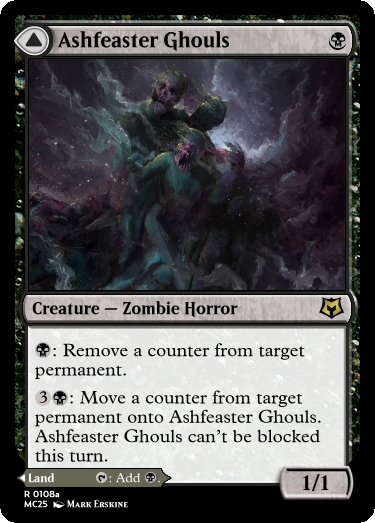 Ashfeaster Ghouls
Creature — Zombie Horror
: Remove a counter from target
permanent.
3 : Move a counter from target
permanent onto Ashfeaster Ghouls.
Ashfeaster Ghouls can't be blocked
this turn.
Land : Add .
1/1
R 0108a
MC25 Mark Erskine